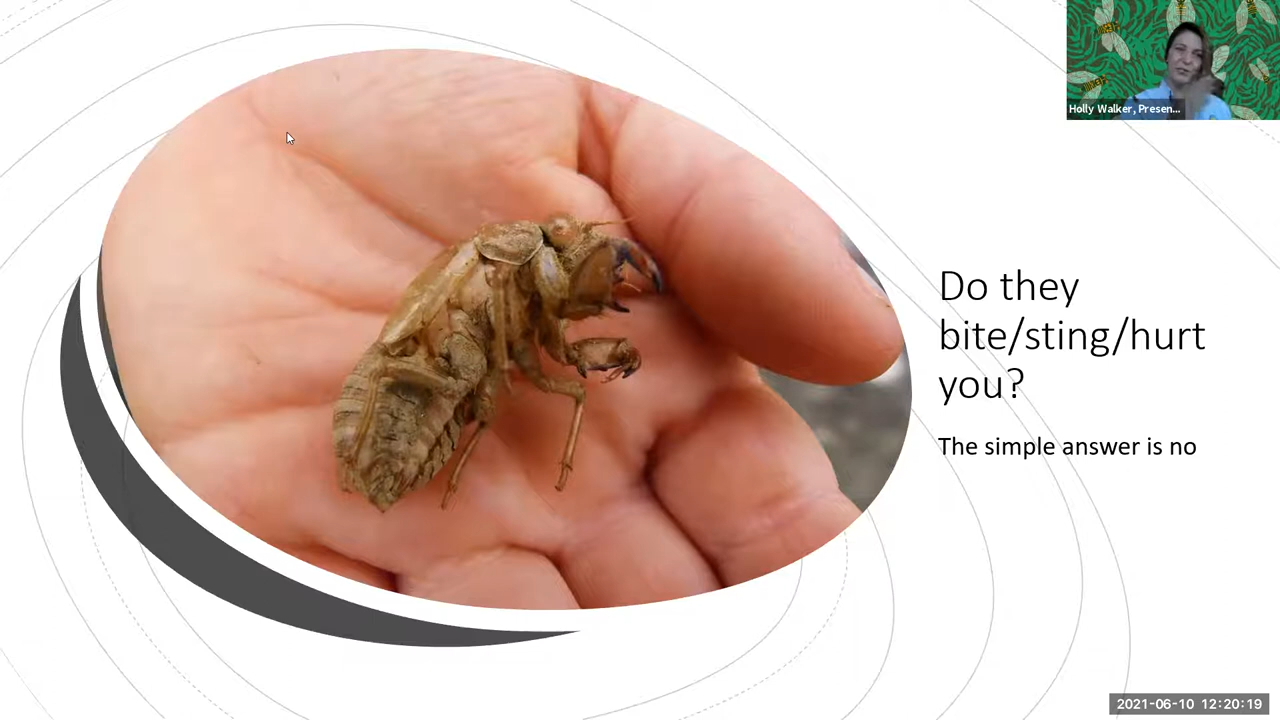 Holly Walker, Presen...
Do they
bite/sting/hurt
you?
The simple answer is no
2021-06-10 12:20:19